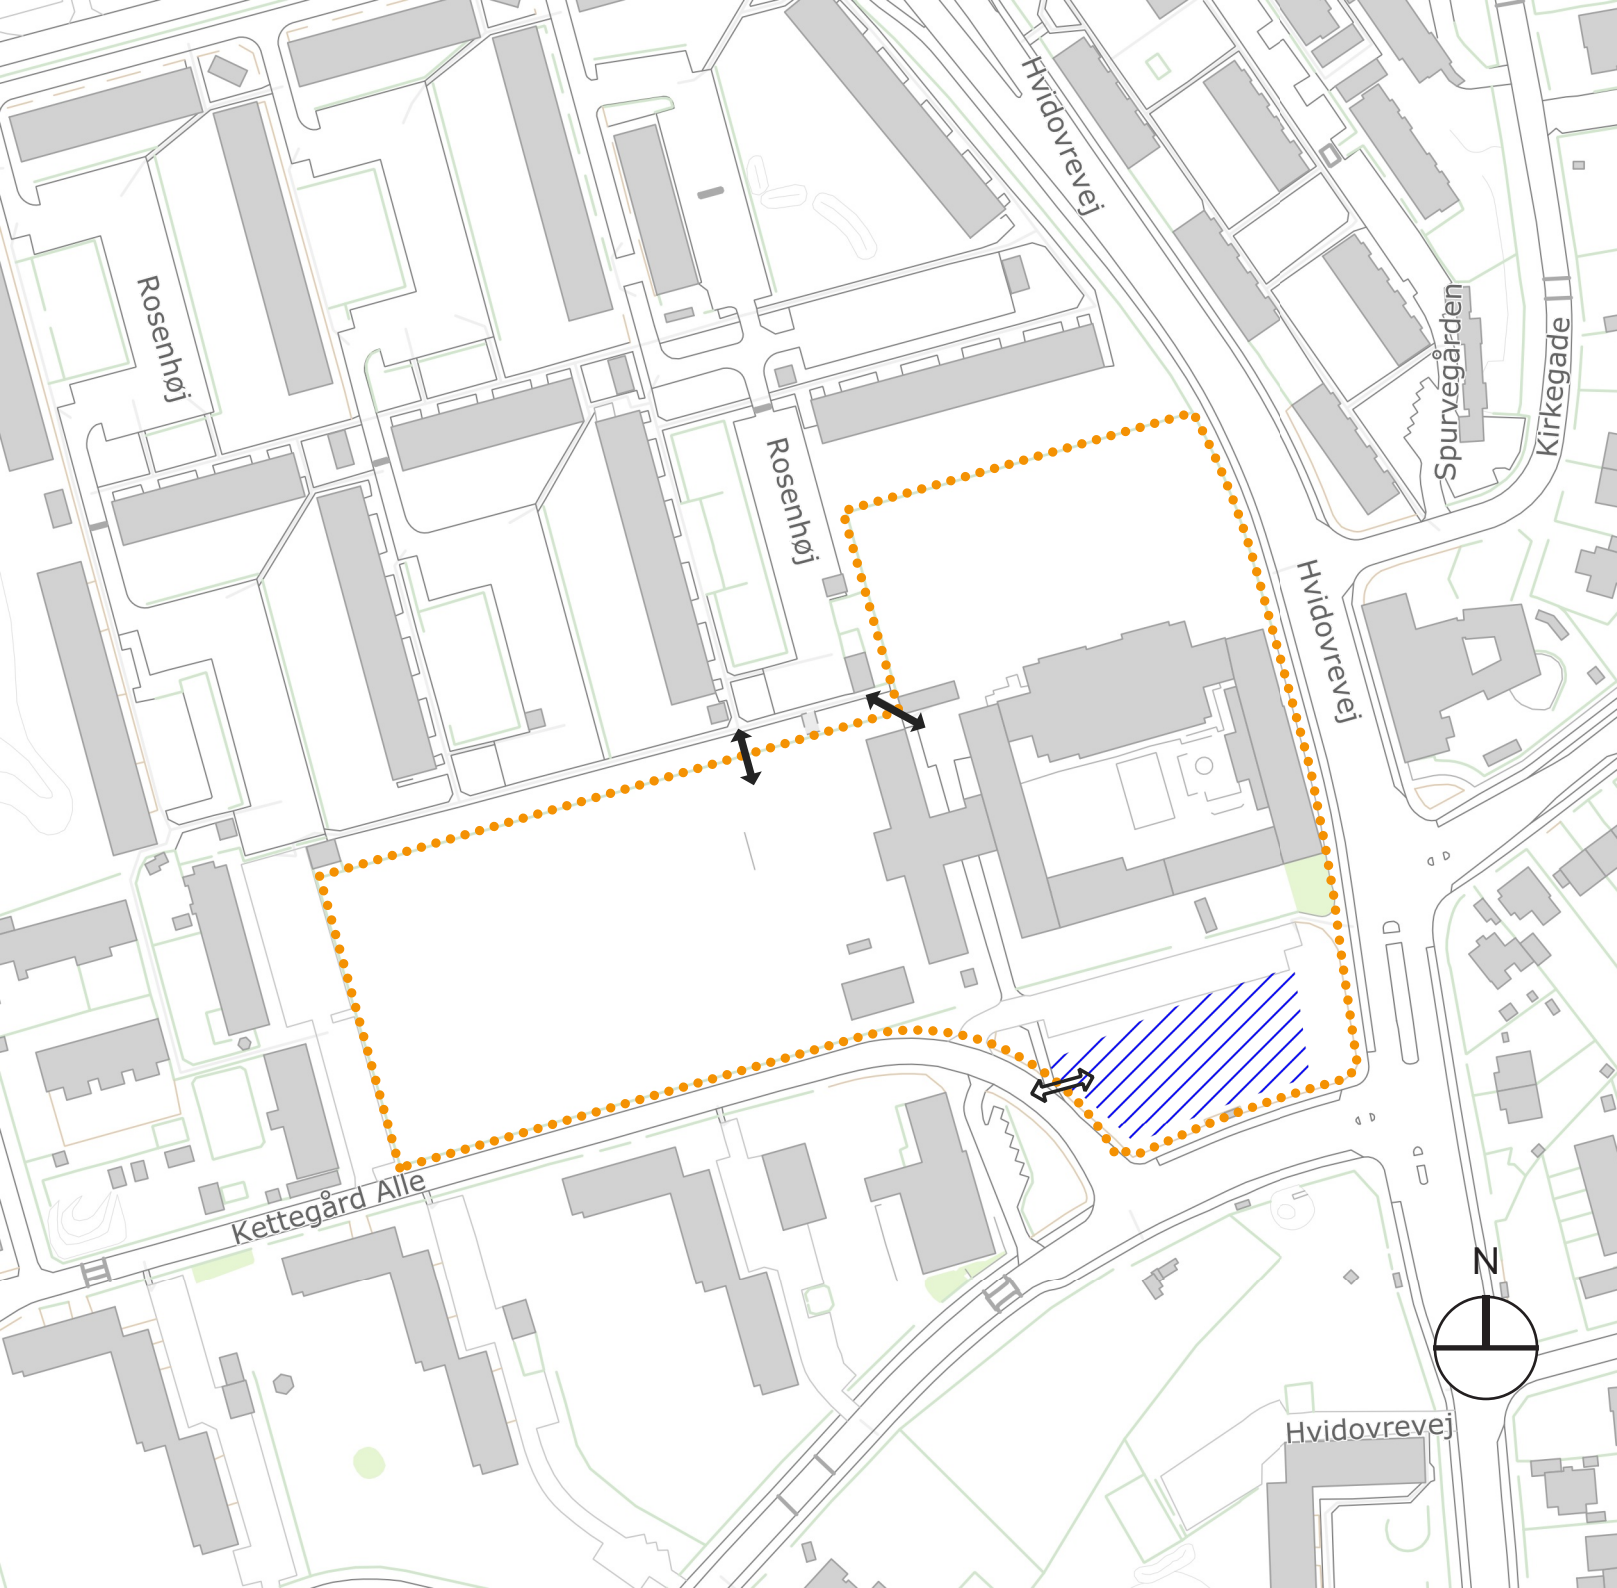 Hvidovrevej
Rosenhøj
Spurvegården
Kirkegade
Rosenhøj
Hvidovrevej
Kettegård Alle
N
Hvidovrevej